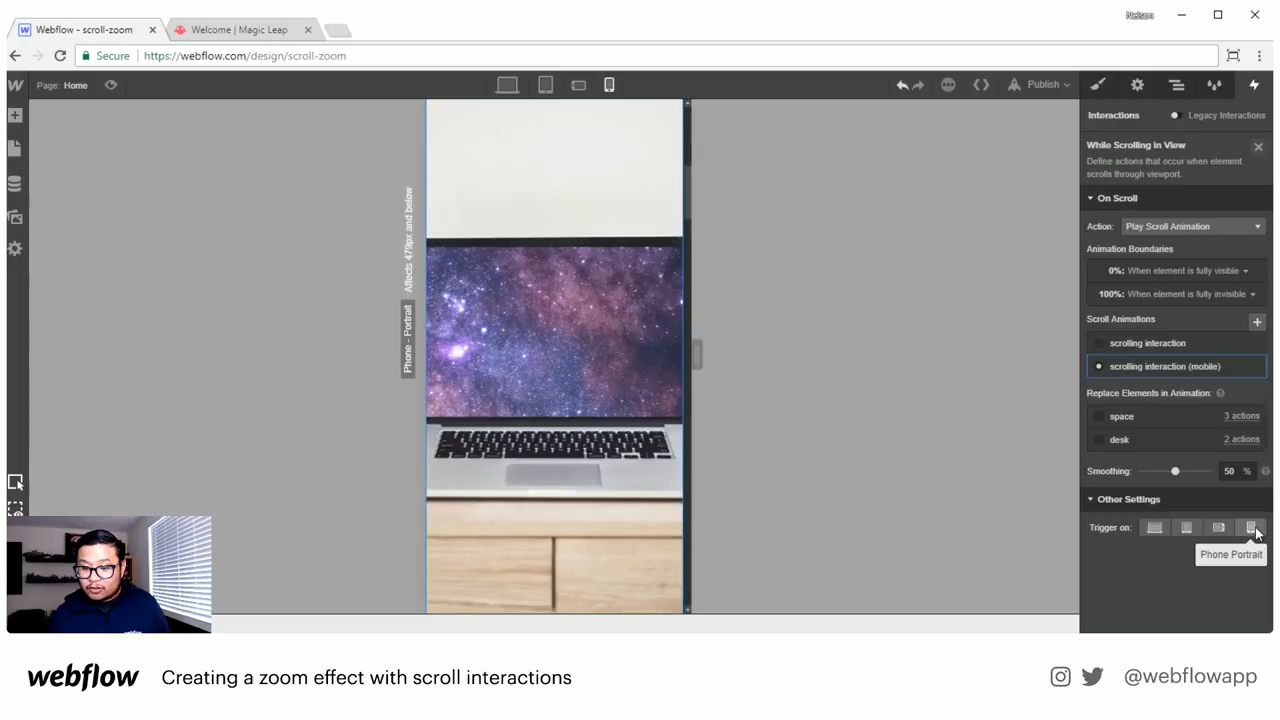 Nelson
Webflow - scroll-zoom
Welcome | Magic Leap
Secure
https://webflow.com/design/scroll-zoom
Page: Home
Publish
Interactions
Legacy Interactions
While Scrolling in View
Define actions that occur when element
scrolls through viewport.
On Scroll
Action: Play Scroll Animation
Animation Boundaries
0%: When element is fully visible
100%: When element is fully invisible
Scroll Animations
scrolling interaction
scrolling interaction (mobile)
Replace Elements in Animation:
space 3 actions
desk 2 actions
Smoothing: 50 %
Other Settings
Trigger on:
Phone Portrait
Phone - Portrait Affects 479px and below
webflow
Creating a zoom effect with scroll interactions
@webflowapp